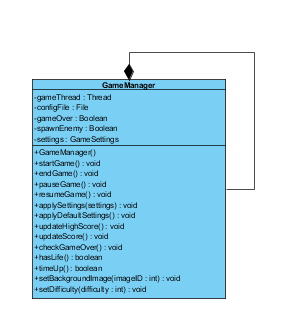 GameManager
-gameThread : Thread
-configFile : File
-gameOver : Boolean
-spawnEnemy : Boolean
-settings : GameSettings
+GameManager()
+startGame() : void
+endGame() : void
+pauseGame() : void
+resumeGame() : void
+applySettings(settings) : void
+applyDefaultSettings() : void
+updateHighScore() : void
+updateScore() : void
+checkGameOver() : void
+hasLife() : boolean
+timeUp() : boolean
+setBackgroundImage(imageID : int) : void
+setDifficulty(difficulty : int) : void